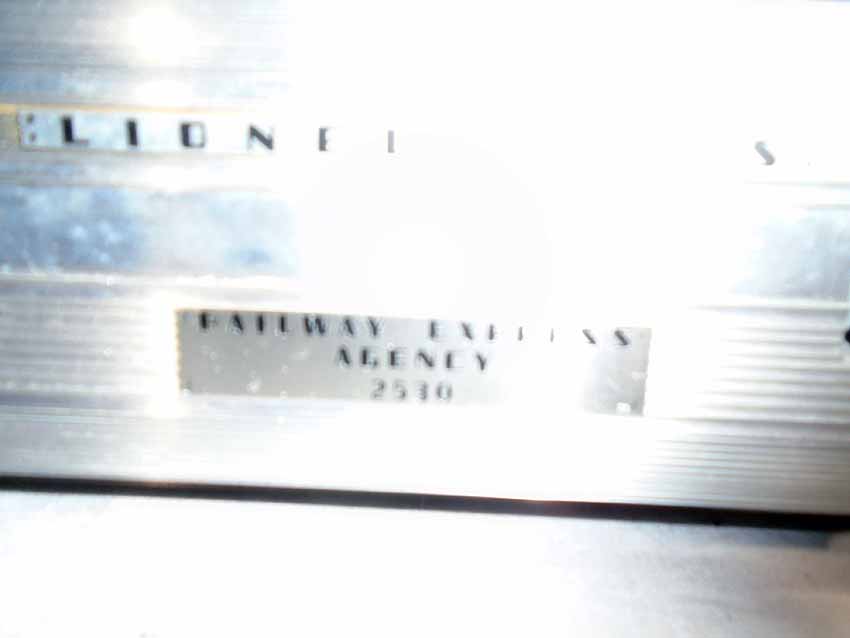 LIONEL
RAILWAY EXPRESS
AGENCY
2530